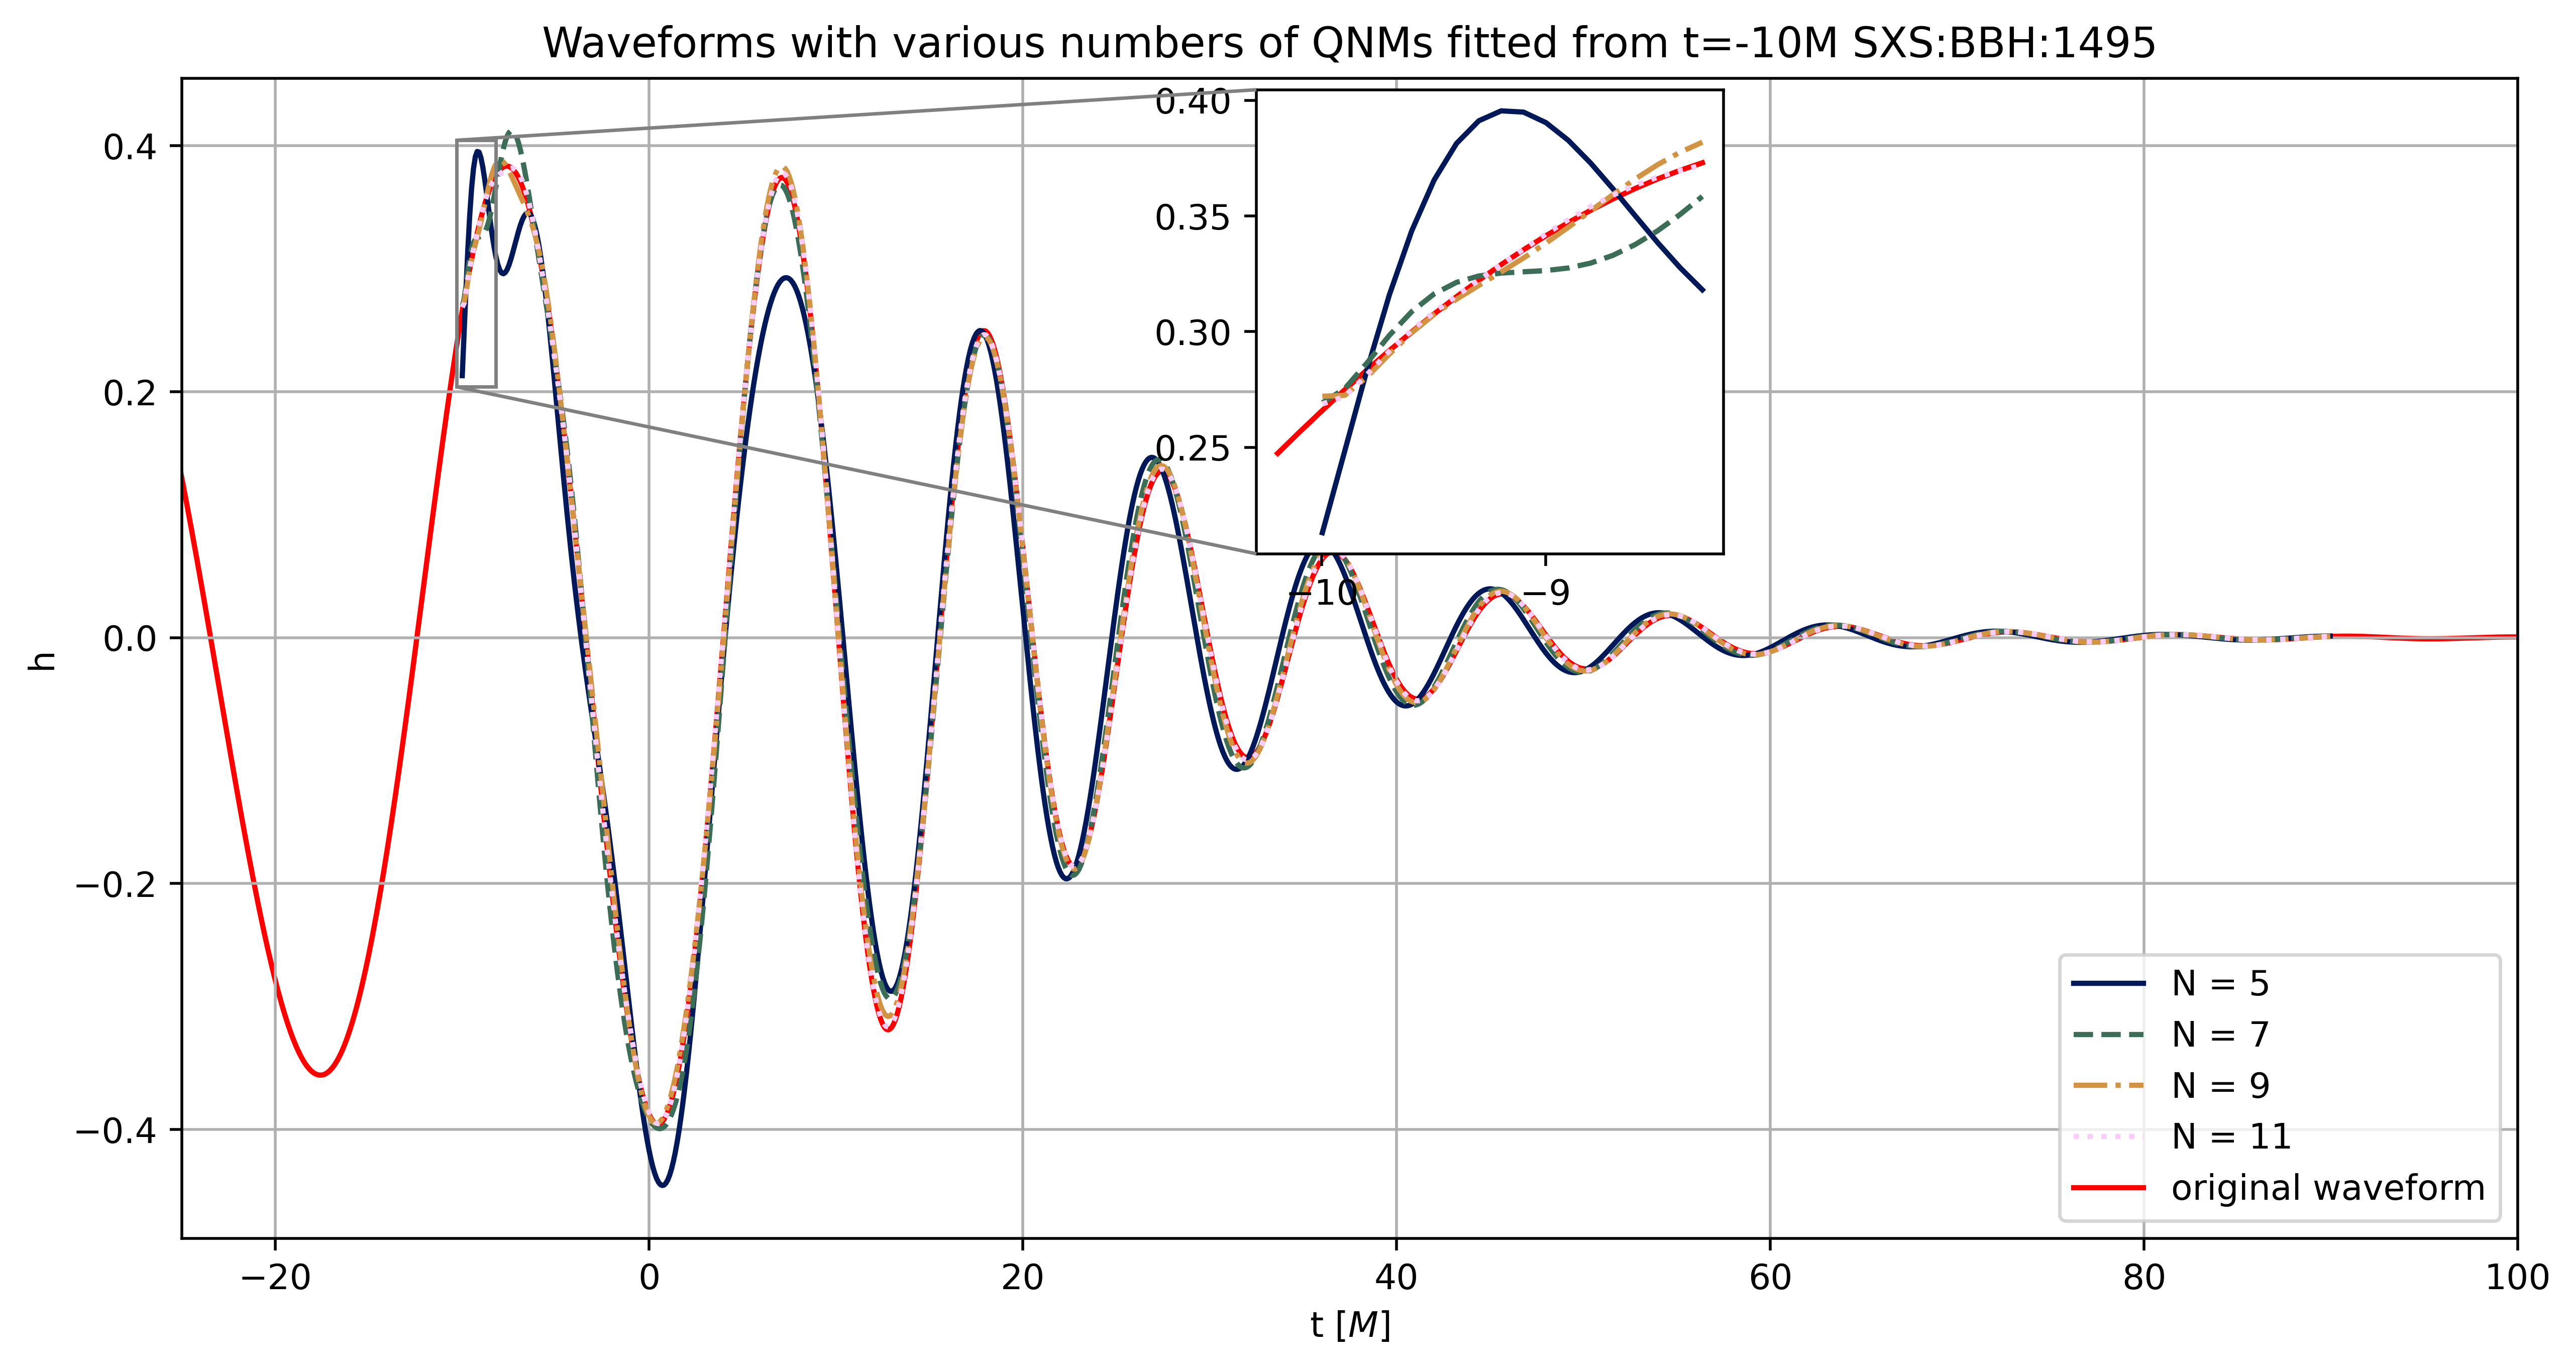 Waveforms with various numbers of QNMs fitted from t=-10M SXS:BBH:1495
h
0.4
0.2
0.0
−0.2
−0.4
0.40
0.35
0.30
0.25
−10
−9
N = 5
N = 7
N = 9
N = 11
original waveform
−20
0
20
40
60
80
100
t [M]